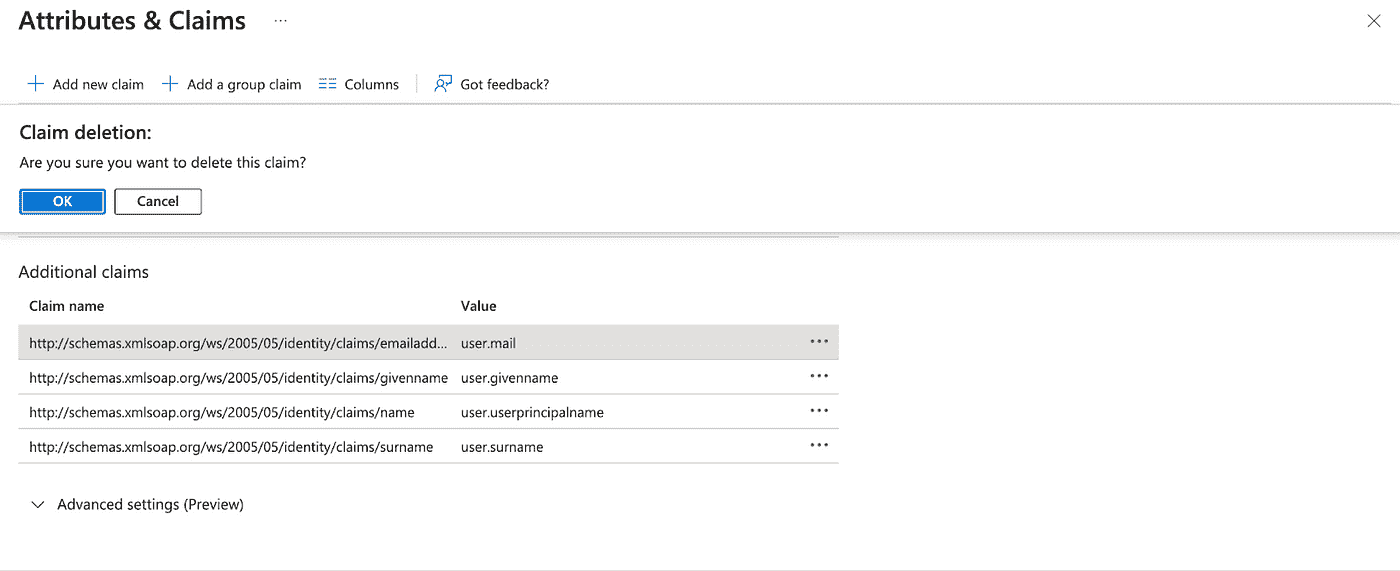 Attributes & Claims ...
Add new claim Add a group claim Columns Got feedback?
Claim deletion:
Are you sure you want to delete this claim?
OK Cancel
Additional claims
Claim name Value
http://schemas.xmlsoap.org/ws/2005/05/identity/claims/emailadd... user.mail
http://schemas.xmlsoap.org/ws/2005/05/identity/claims/givenname user.givenname
http://schemas.xmlsoap.org/ws/2005/05/identity/claims/name user.userprincipalname
http://schemas.xmlsoap.org/ws/2005/05/identity/claims/surname user.surname
Advanced settings (Preview)